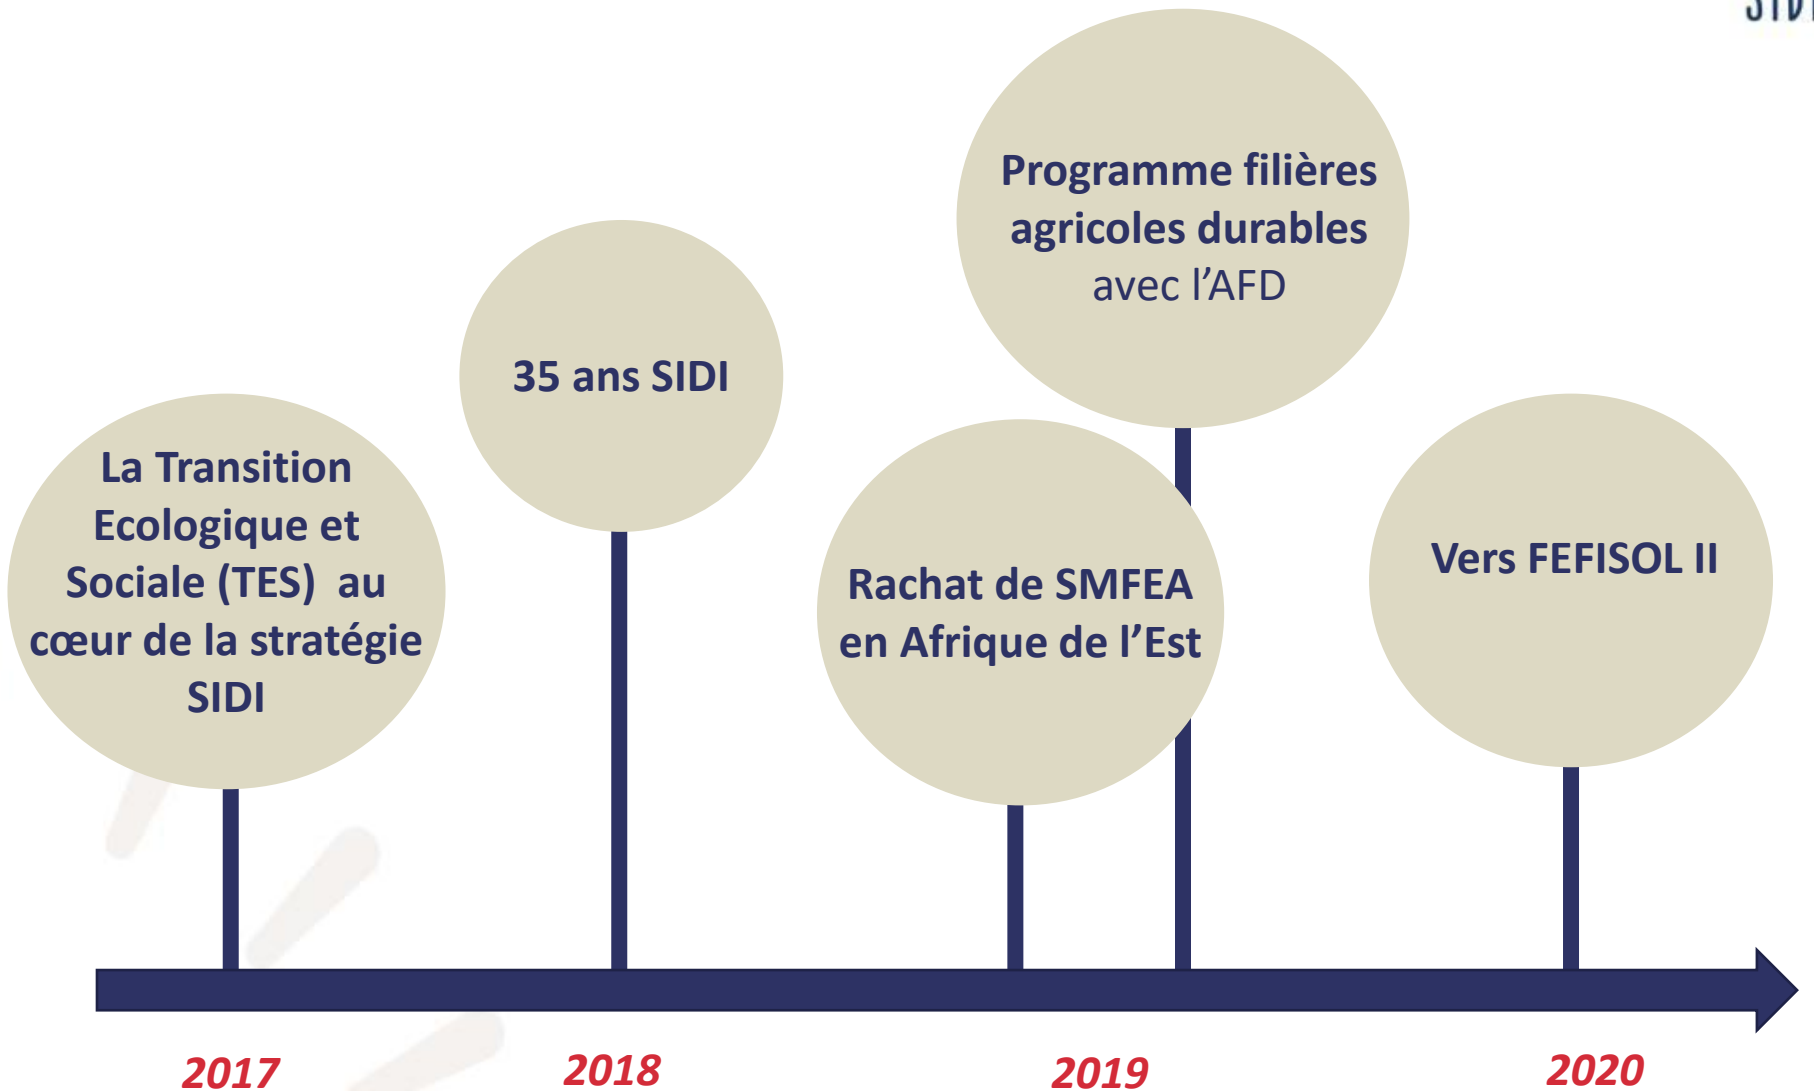 La Transition
Ecologique et
Sociale (TES) au
cœur de la stratégie
SIDI
35 ans SIDI
Programme filières
agricoles durables
avec l’AFD
Rachat de SMFEA
en Afrique de l’Est
Vers FEFISOL II
2017
2018
2019
2020